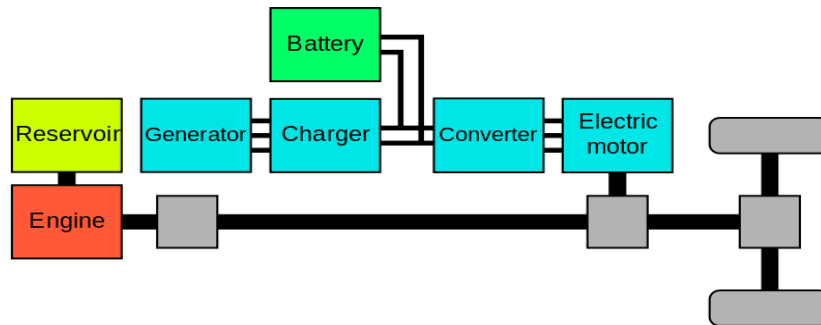 Battery
Reservoir
Generator
Charger
Converter
Electric
motor
Engine